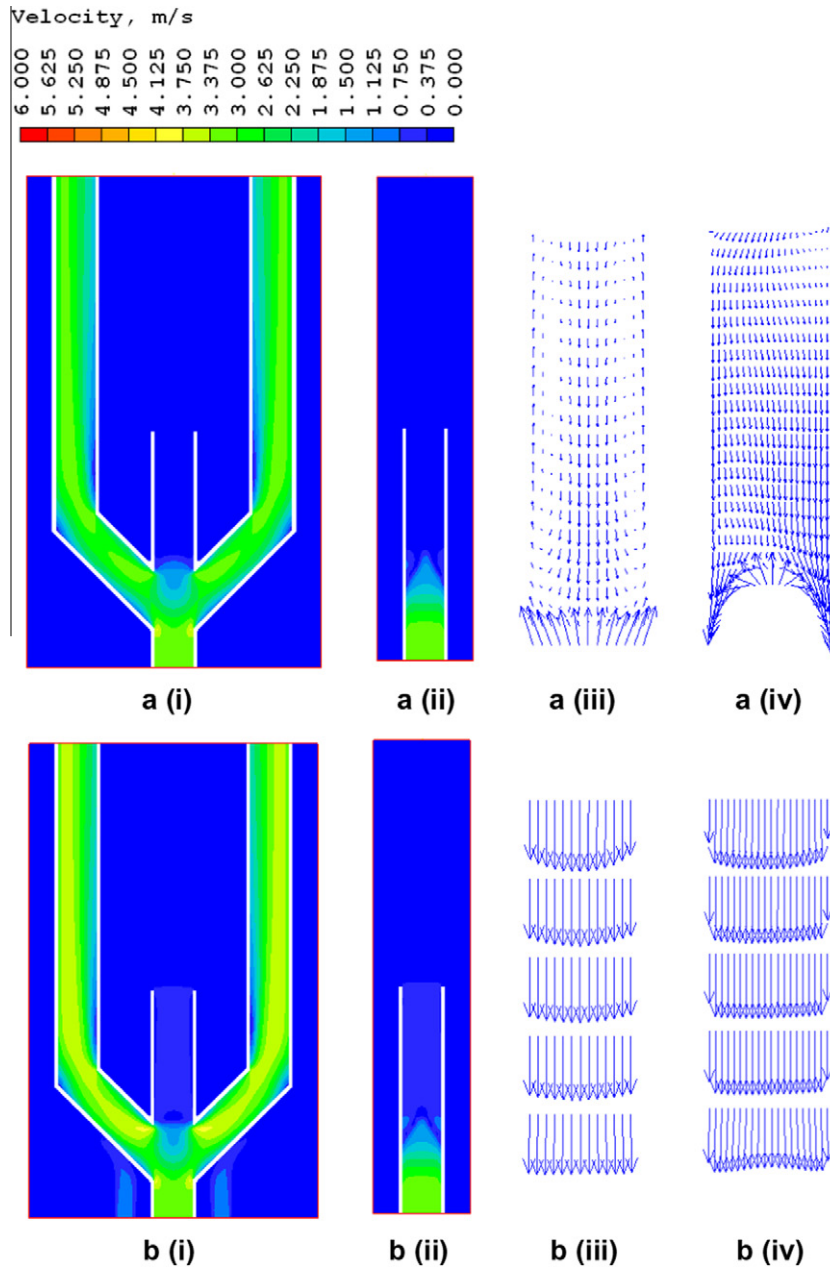 Velocity, m/s
6.000
5.625
5.250
4.875
4.500
4.125
3.750
3.375
3.000
2.625
2.250
1.875
1.500
1.125
0.750
0.375
0.000
a (i)
a (ii)
a (iii)
a (iv)
b (i)
b (ii)
b (iii)
b (iv)